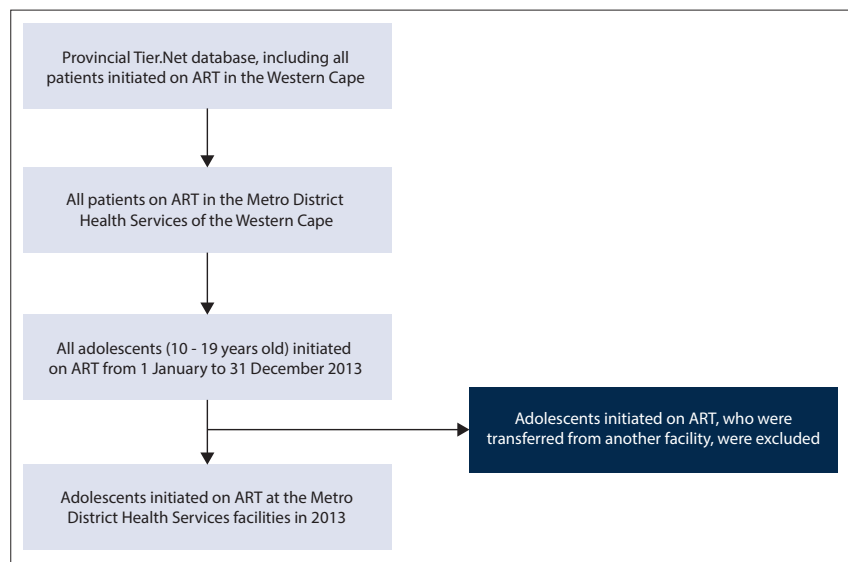 Provincial Tier.Net database, including all
patients initiated on ART in the Western Cape
All patients on ART in the Metro District
Health Services of the Western Cape
All adolescents (10 - 19 years old) initiated
on ART from 1 January to 31 December 2013
Adolescents initiated on ART, who were
transferred from another facility, were excluded
Adolescents initiated on ART at the Metro
District Health Services facilities in 2013